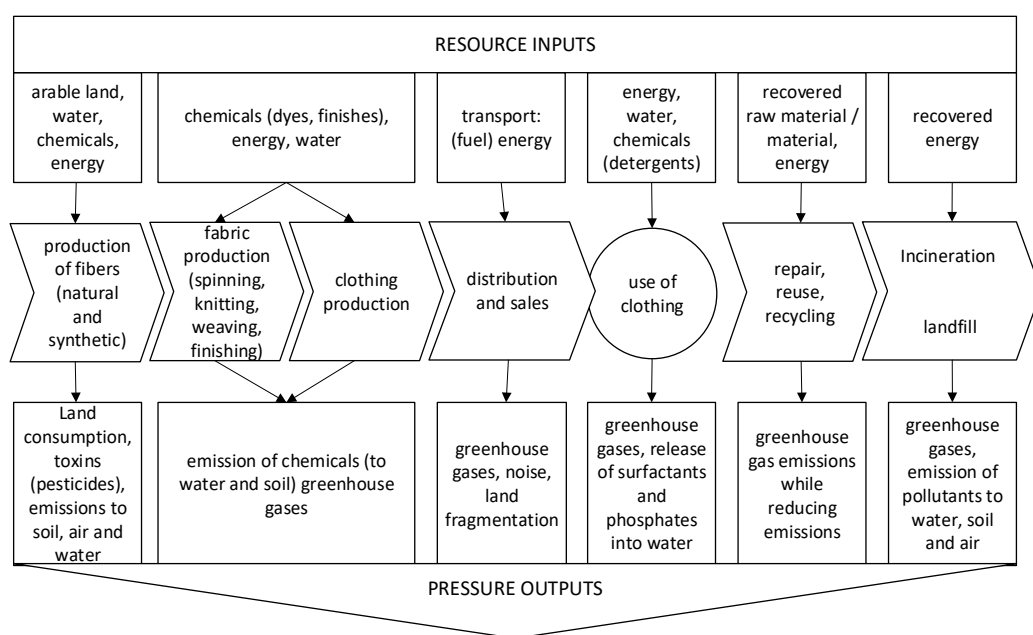 RESOURCE INPUTS
arable land,
water,
chemicals,
energy
chemicals (dyes, finishes),
energy, water
transport:
(fuel) energy
energy,
water,
chemicals
(detergents)
recovered
raw material /
material,
energy
recovered
energy
production
of fibers
(natural
and
synthetic)
fabric
production
(spinning,
knitting,
weaving,
finishing)
clothing
production
distribution
and sales
use of
clothing
repair,
reuse,
recycling
Incineration
landfill
Land
consumption,
toxins
(pesticides),
emissions to
soil, air and
water
emission of chemicals (to
water and soil) greenhouse
gases
greenhouse
gases, noise,
land
fragmentation
greenhouse
gases, release
of surfactants
and
phosphates
into water
greenhouse
gas emissions
while
reducing
emissions
greenhouse
gases,
emission of
pollutants to
water, soil
and air
PRESSURE OUTPUTS